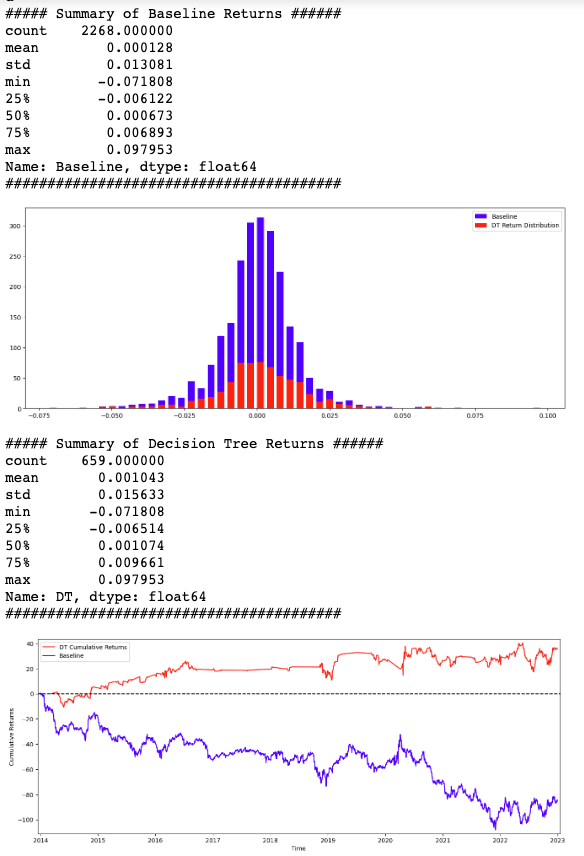 ##### Summary of Baseline Returns ######
count 2268.000000
mean 0.000128
std 0.013081
min -0.071808
25% -0.006122
50% 0.000673
75% 0.006893
max 0.097953
Name: Baseline, dtype: float64
########################################
Baseline
DT Return Distribution
300
250
200
150
100
50
0
−0.075 −0.050 −0.025 0.000 0.025 0.050 0.075 0.100
##### Summary of Decision Tree Returns ######
count 659.000000
mean 0.001043
std 0.015633
min -0.071808
25% -0.006514
50% 0.001074
75% 0.009661
max 0.097953
Name: DT, dtype: float64
########################################
DT Cumulative Returns
Baseline
40
20
0
−20
−40
−60
−80
−100
Cumulative Returns
2014 2015 2016 2017 2018 2019 2020 2021 2022 2023
Time